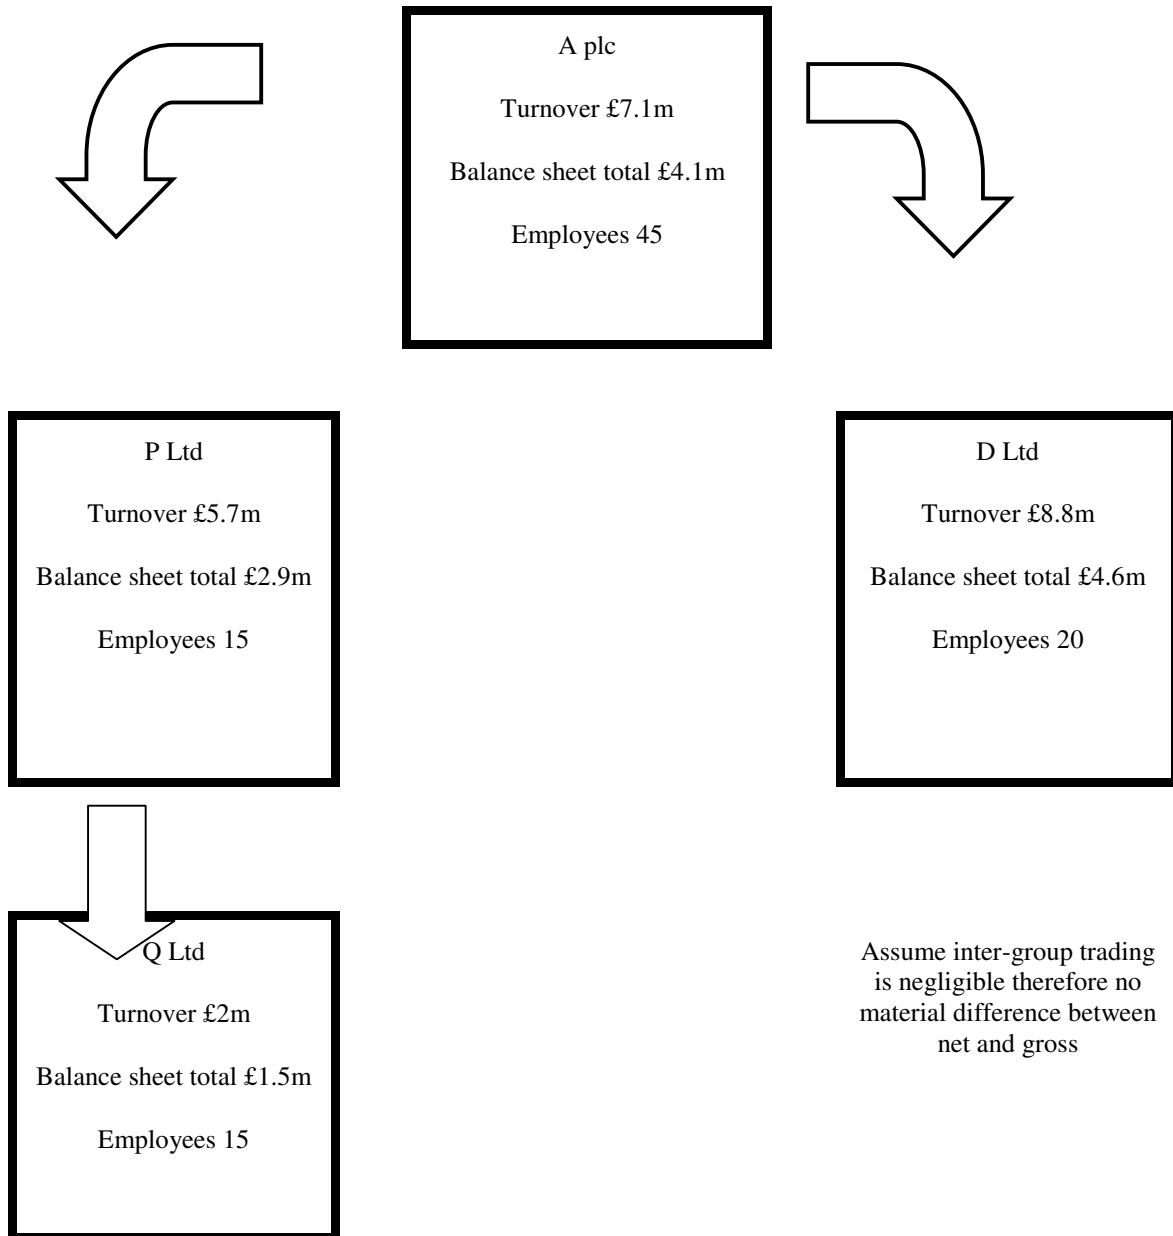 A plc
Turnover £7.1m
Balance sheet total £4.1m
Employees 45
P Ltd
Turnover £5.7m
Balance sheet total £2.9m
Employees 15
D Ltd
Turnover £8.8m
Balance sheet total £4.6m
Employees 20
Q Ltd
Turnover £2m
Balance sheet total £1.5m
Employees 15
Assume inter-group trading
is negligible therefore no
material difference between
net and gross